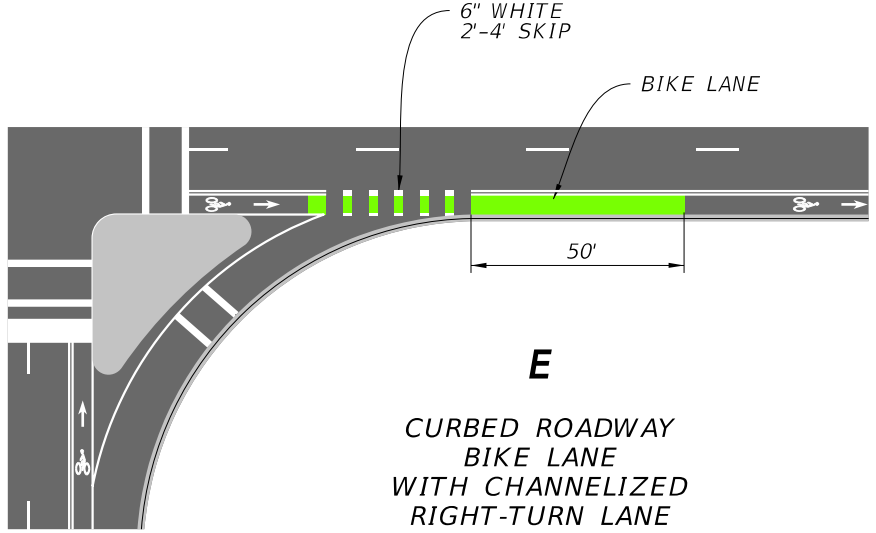 6" WHITE
2'-4' SKIP
BIKE LANE
50'
E
CURBED ROADWAY
BIKE LANE
WITH CHANNELIZED
RIGHT-TURN LANE